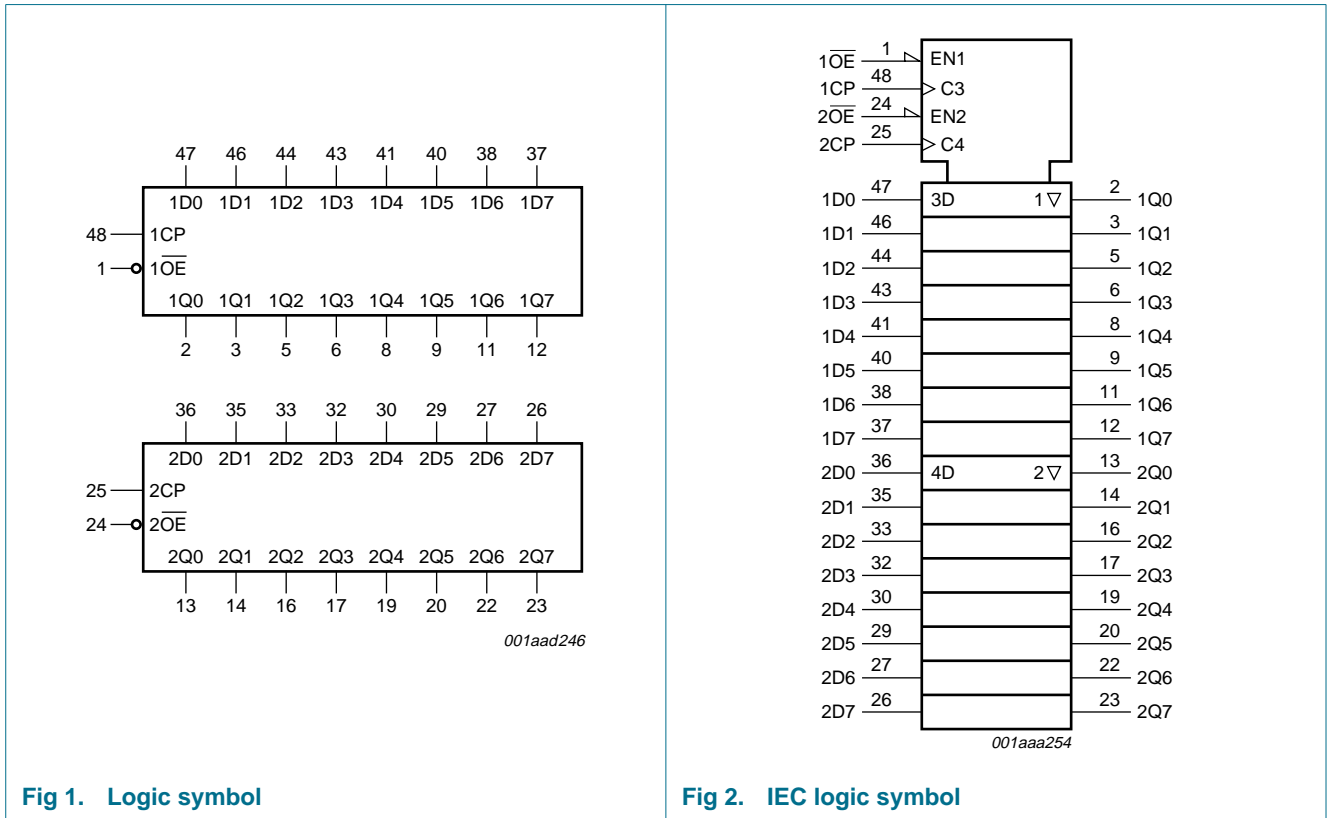 47 46 44 43 41 40 38 37
1D0 1D1 1D2 1D3 1D4 1D5 1D6 1D7
48 1CP
1 1O̅E̅
1Q0 1Q1 1Q2 1Q3 1Q4 1Q5 1Q6 1Q7
2 3 5 6 8 9 11 12
36 35 33 32 30 29 27 26
2D0 2D1 2D2 2D3 2D4 2D5 2D6 2D7
25 2CP
24 2O̅E̅
2Q0 2Q1 2Q2 2Q3 2Q4 2Q5 2Q6 2Q7
13 14 16 17 19 20 22 23
001aad246
Fig 1. Logic symbol
1O̅E̅ 1 EN1
1CP 48 C3
2O̅E̅ 24 EN2
2CP 25 C4
1D0 47 3D 1▽ 2 1Q0
1D1 46 3 1Q1
1D2 44 5 1Q2
1D3 43 6 1Q3
1D4 41 8 1Q4
1D5 40 9 1Q5
1D6 38 11 1Q6
1D7 37 12 1Q7
2D0 36 4D 2▽ 13 2Q0
2D1 35 14 2Q1
2D2 33 16 2Q2
2D3 32 17 2Q3
2D4 30 19 2Q4
2D5 29 20 2Q5
2D6 27 22 2Q6
2D7 26 23 2Q7
001aaa254
Fig 2. IEC logic symbol